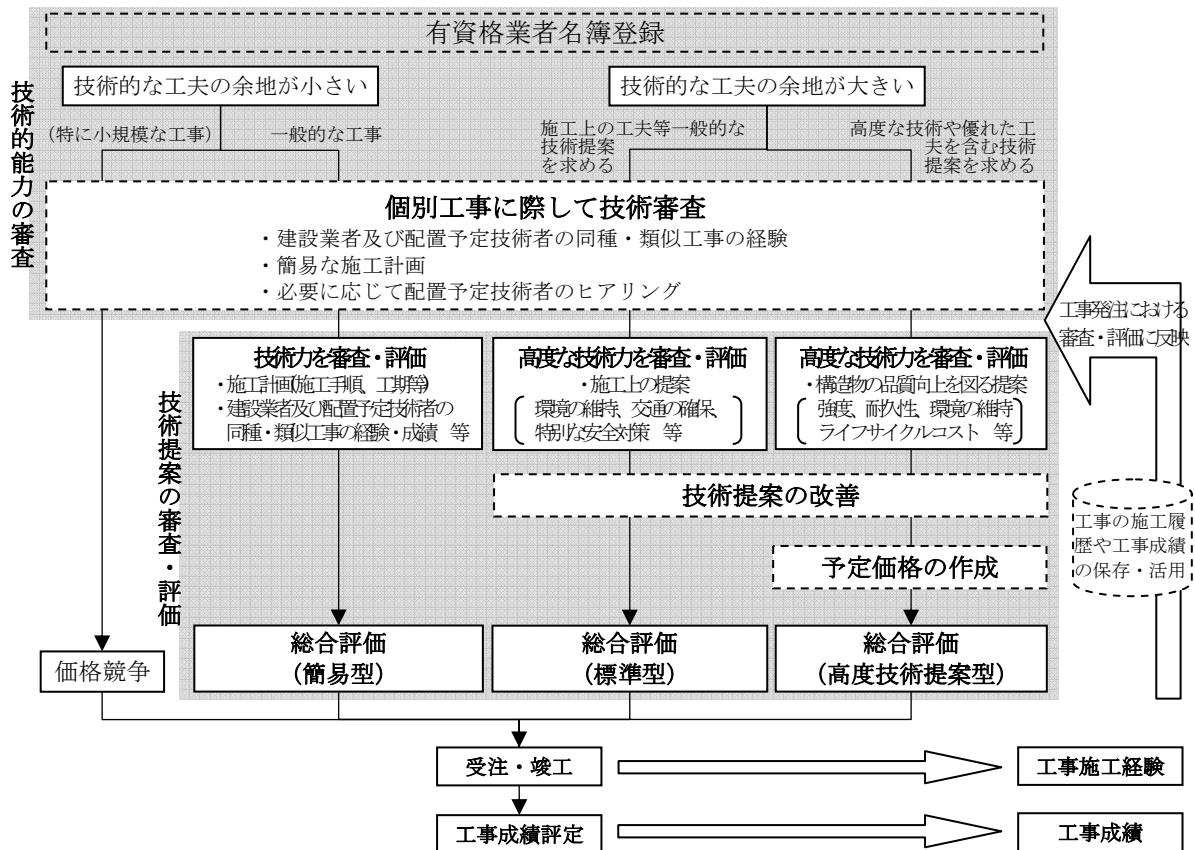 有資格業者名簿登録
技術的能力の審査
技術的な工夫の余地が小さい
技術的な工夫の余地が大きい
(特に小規模な工事)
一般的な工事
施工上の工夫等一般的な
技術提案
を求める
高度な技術や優れた工
夫を含む技術
提案を求める
個別工事に際して技術審査
・建設業者及び配置予定技術者の同種・類似工事の経験
・簡易な施工計画
・必要に応じて配置予定技術者のヒアリング
工事発注における
審査・評価に反映
技術提案の審査・評価
技術力を審査・評価
・施工計画(施工手順、工期等)
・建設業者及び配置予定技術者の
同種・類似工事の経験・成績 等
高度な技術力を審査・評価
・施工上の提案
環境の維持、交通の確保、
特別な安全対策 等
高度な技術力を審査・評価
・構造物の品質向上を図る提案
強度、耐久性、環境の維持
ライフサイクルコスト 等
技術提案の改善
予定価格の作成
工事の施工履
歴や工事成績
の保存・活用
価格競争
総合評価
(簡易型)
総合評価
(標準型)
総合評価
(高度技術提案型)
受注・竣工
工事施工経験
工事成績評定
工事成績